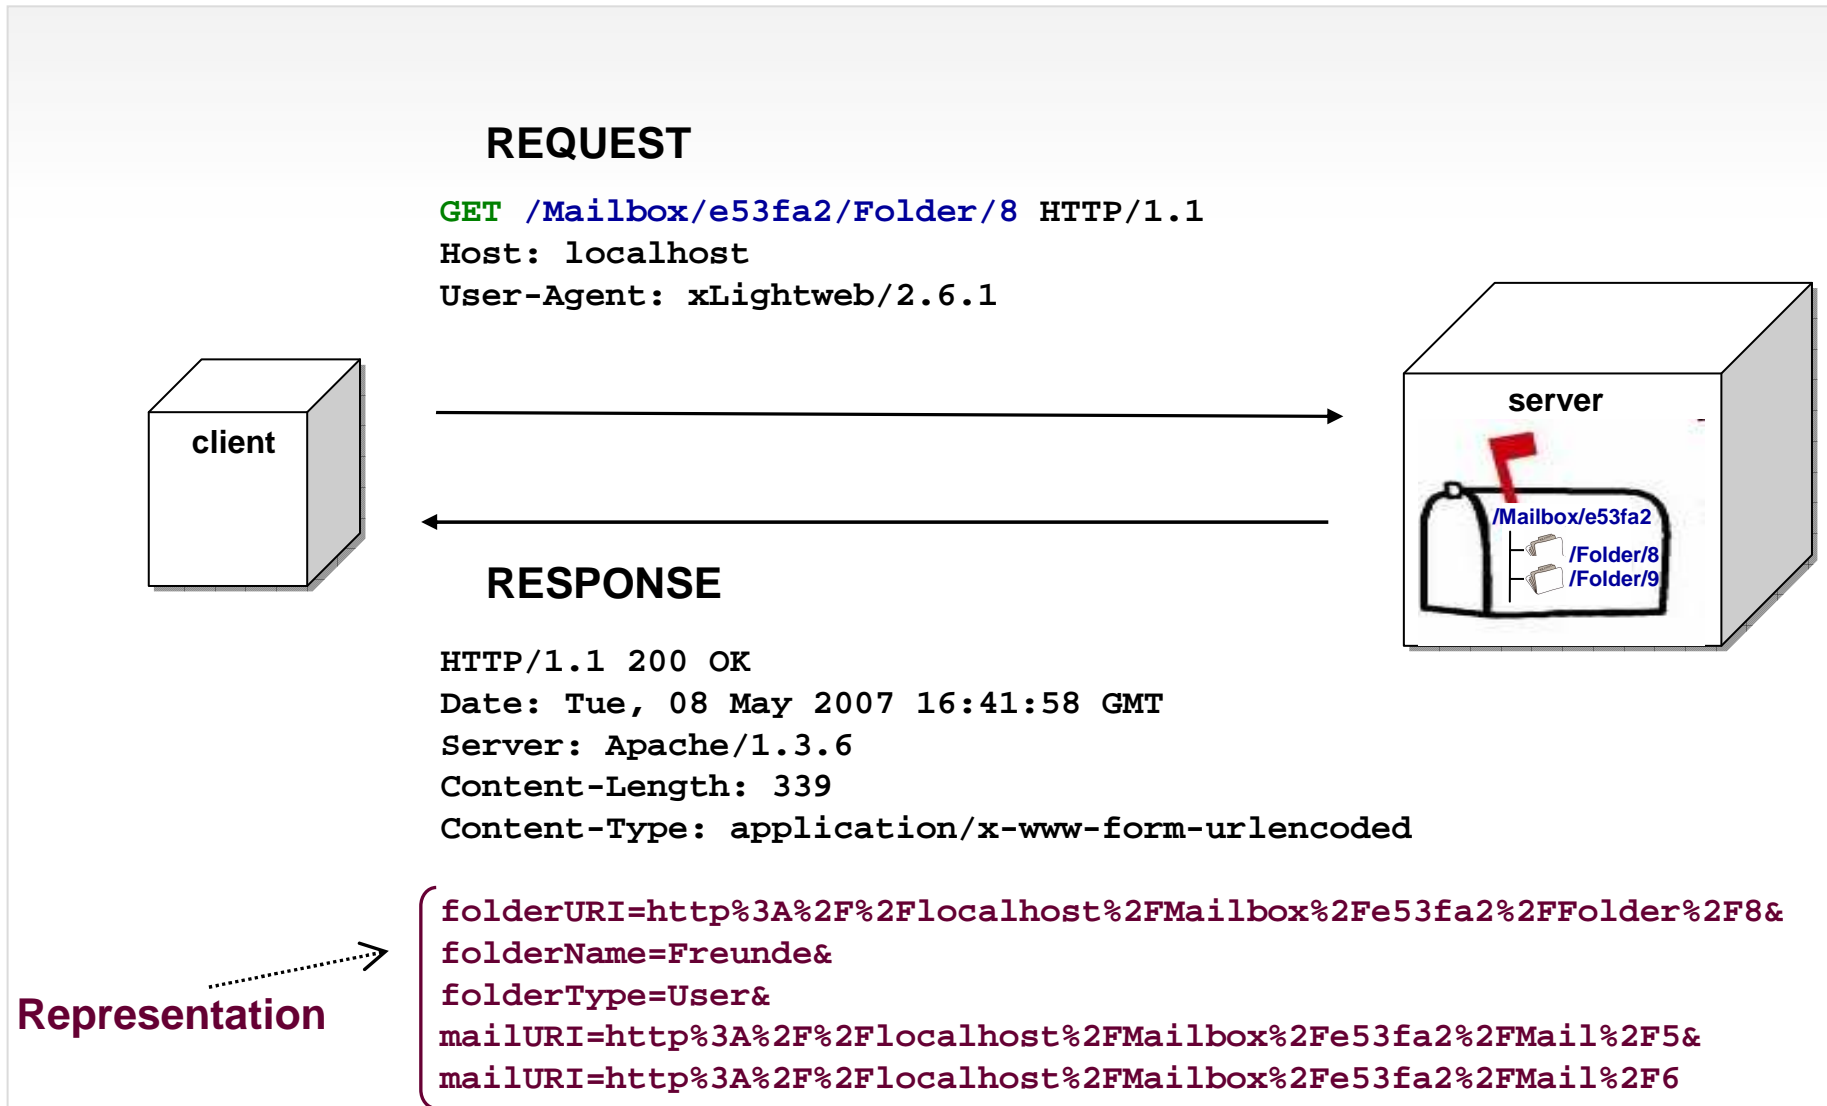 REQUEST
GET /Mailbox/e53fa2/Folder/8 HTTP/1.1
Host: localhost
User-Agent: xLightweb/2.6.1
client
server
/Mailbox/e53fa2
/Folder/8
/Folder/9
RESPONSE
HTTP/1.1 200 OK
Date: Tue, 08 May 2007 16:41:58 GMT
Server: Apache/1.3.6
Content-Length: 339
Content-Type: application/x-www-form-urlencoded
Representation
folderURI=http%3A%2F%2Flocalhost%2FMailbox%2Fe53fa2%2FFolder%2F8&
folderName=Freunde&
folderType=User&
mailURI=http%3A%2F%2Flocalhost%2FMailbox%2Fe53fa2%2FMail%2F5&
mailURI=http%3A%2F%2Flocalhost%2FMailbox%2Fe53fa2%2FMail%2F6